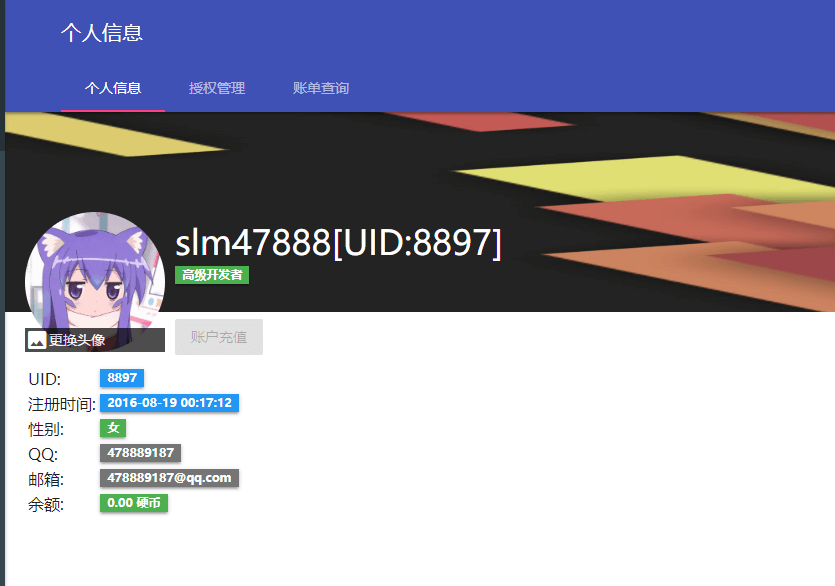 个人信息
个人信息 授权管理 账单查询
slm47888[UID:8897]
高级开发者
更换头像
账户充值
UID: 8897
注册时间: 2016-08-19 00:17:12
性别: 女
QQ: 478889187
邮箱: 478889187@qq.com
余额: 0.00 硬币